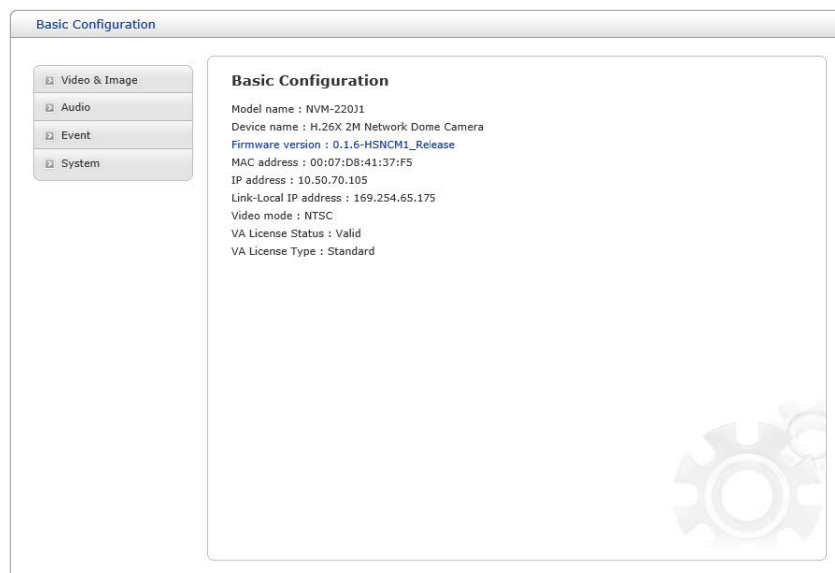 Basic Configuration
Video & Image
Audio
Event
System
Basic Configuration
Model name : NVM-220J1
Device name : H.26X 2M Network Dome Camera
Firmware version : 0.1.6-HSNCM1_Release
MAC address : 00:07:D8:41:37:F5
IP address : 10.50.70.105
Link-Local IP address : 169.254.65.175
Video mode : NTSC
VA License Status : Valid
VA License Type : Standard